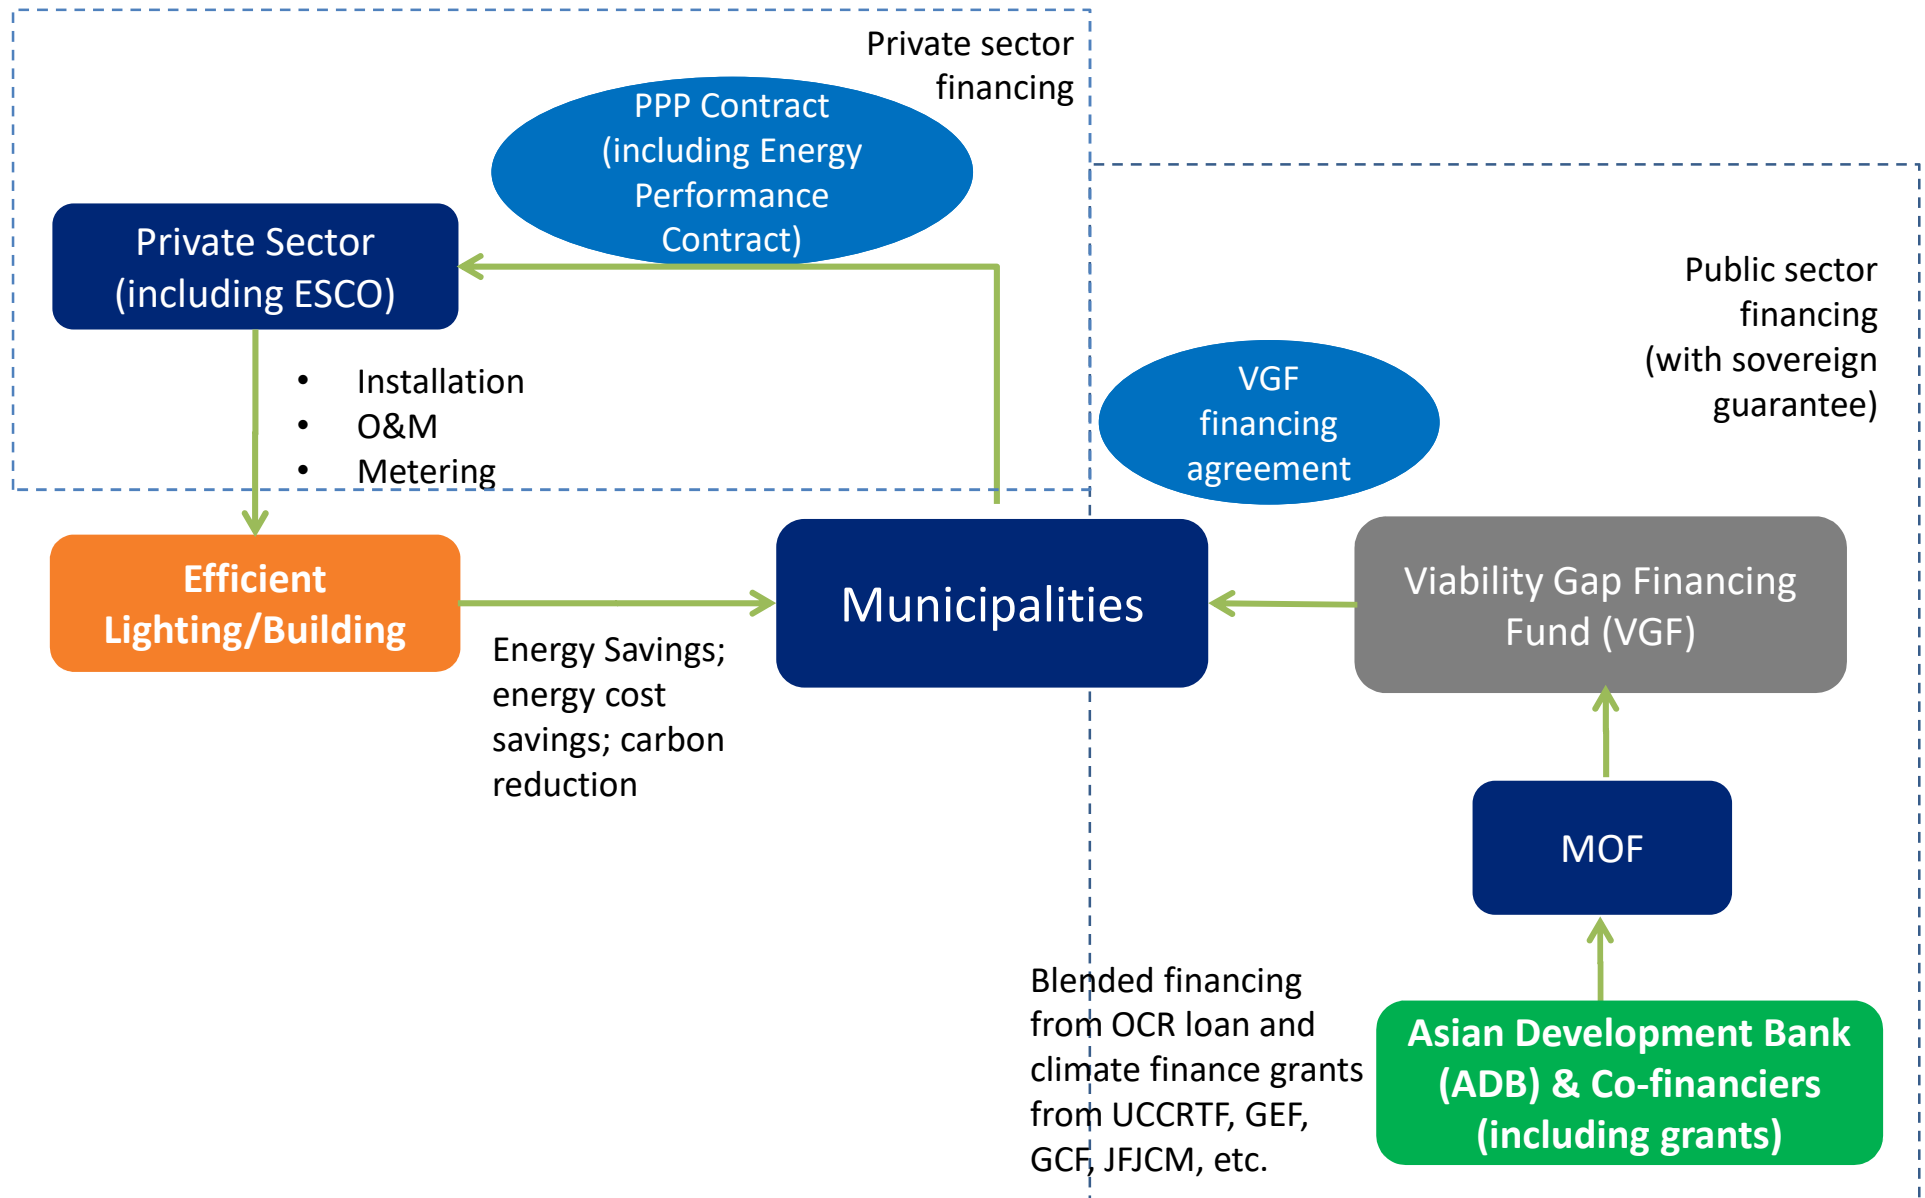 Private sector
financing
PPP Contract
(including Energy
Performance
Contract)
Private Sector
(including ESCO)
Public sector
financing
(with sovereign
guarantee)
• Installation
• O&M
• Metering
VGF
financing
agreement
Efficient
Lighting/Building
Municipalities
Viability Gap Financing
Fund (VGF)
Energy Savings;
energy cost
savings; carbon
reduction
MOF
Blended financing
from OCR loan and
climate finance grants
from UCCRTF, GEF,
GCF, JFJCM, etc.
Asian Development Bank
(ADB) & Co-financiers
(including grants)